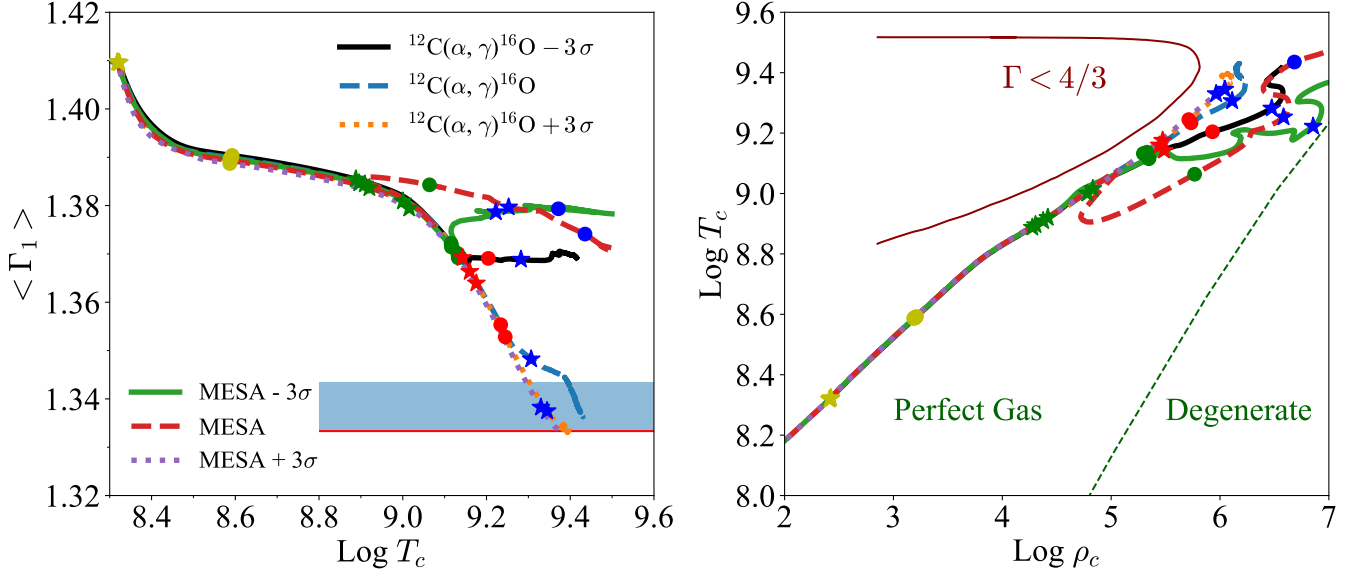 1.42
1.40
1.38
1.36
1.34
1.32
< Γ₁ >
8.4 8.6 8.8 9.0 9.2 9.4 9.6
Log T_c
¹²C(α, γ)¹⁶O − 3σ
¹²C(α, γ)¹⁶O
¹²C(α, γ)¹⁶O + 3σ
MESA - 3σ
MESA
MESA + 3σ
9.6
9.4
9.2
9.0
8.8
8.6
8.4
8.2
8.0
Log T_c
Γ < 4/3
Perfect Gas
Degenerate
2 3 4 5 6 7
Log ρ_c